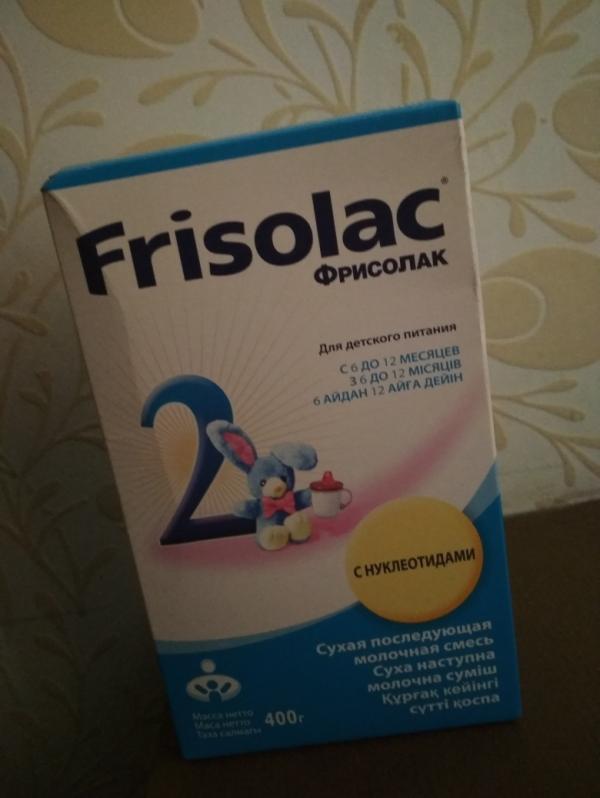 Frisolac®
ФРИСОЛАК
Для детского питания
С 6 ДО 12 МЕСЯЦЕВ
З 6 ДО 12 МІСЯЦІВ
6 АЙДАН 12 АЙҒА ДЕЙІН
2
С НУКЛЕОТИДАМИ
Сухая последующая
молочная смесь
Суха наступна
молочна суміш
Құрғақ кейінгі
сүтті қоспа
Масса нетто
Маса нетто
Таза салмағы
400г